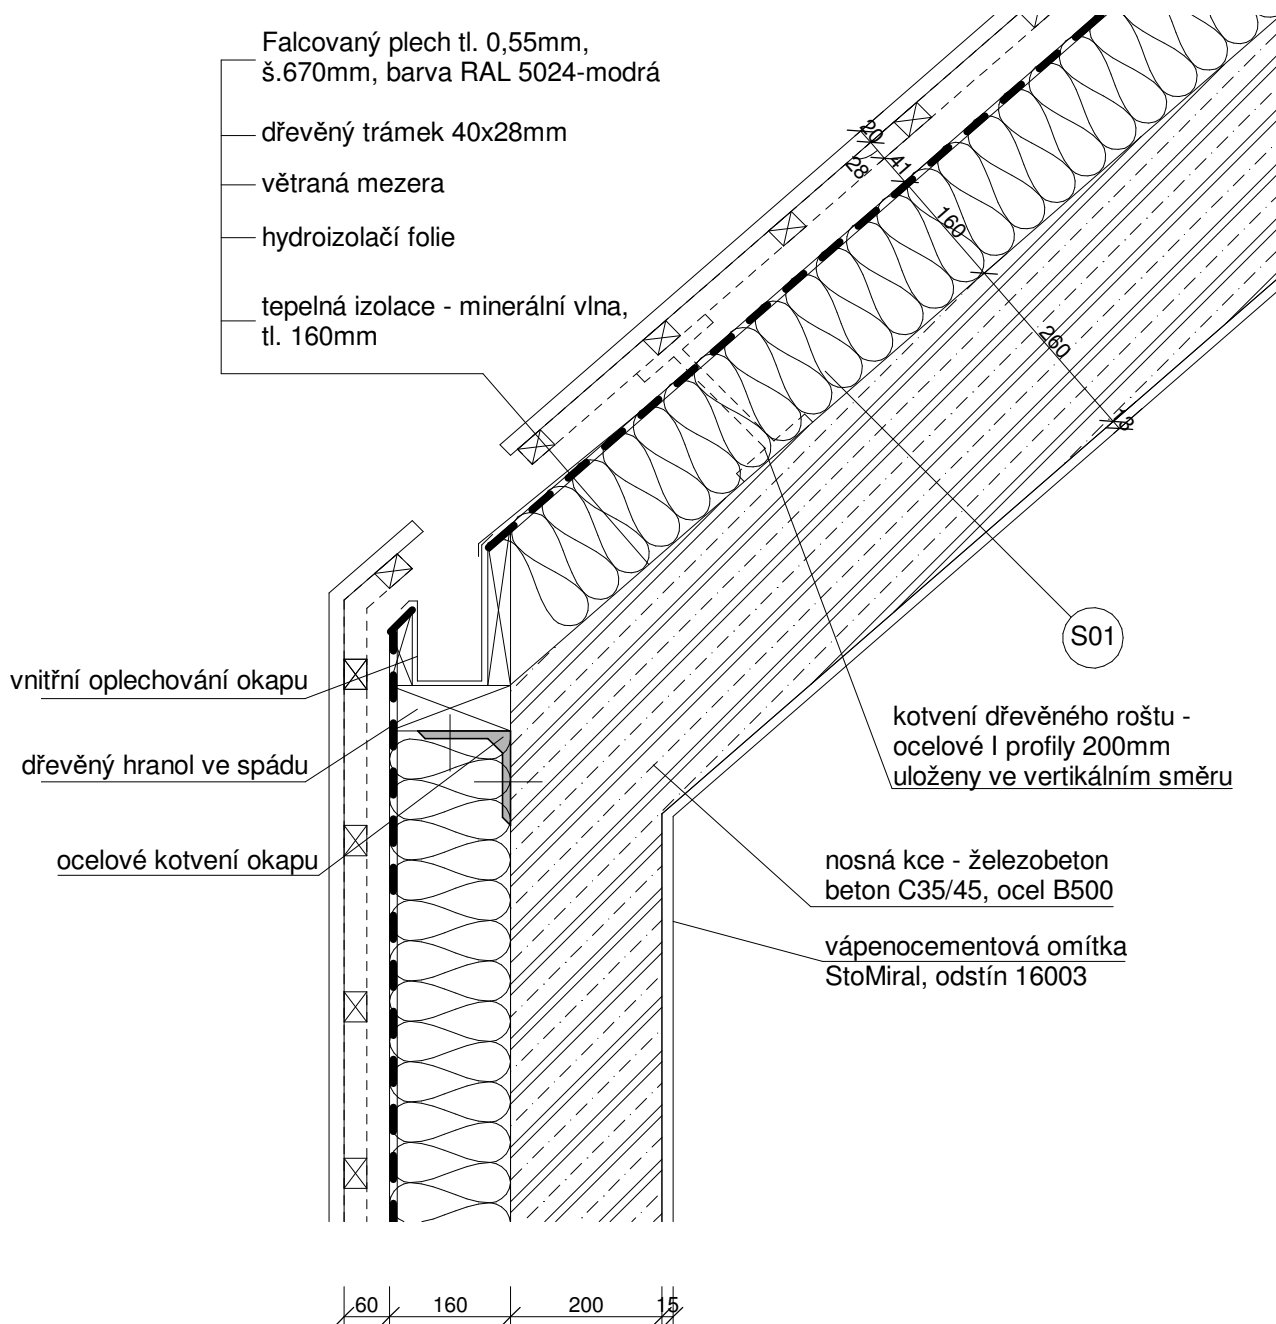 Falcovaný plech tl. 0,55mm,
š.670mm, barva RAL 5024-modrá
dřevěný trámek 40x28mm
větraná mezera
hydroizolačí folie
tepelná izolace - minerální vlna,
tl. 160mm
20
28
41
160
260
13
S01
vnitřní oplechování okapu
dřevěný hranol ve spádu
ocelové kotvení okapu
kotvení dřevěného roštu -
ocelové I profily 200mm
uloženy ve vertikálním směru
nosná kce - železobeton
beton C35/45, ocel B500
vápenocementová omítka
StoMiral, odstín 16003
60 160 200 15